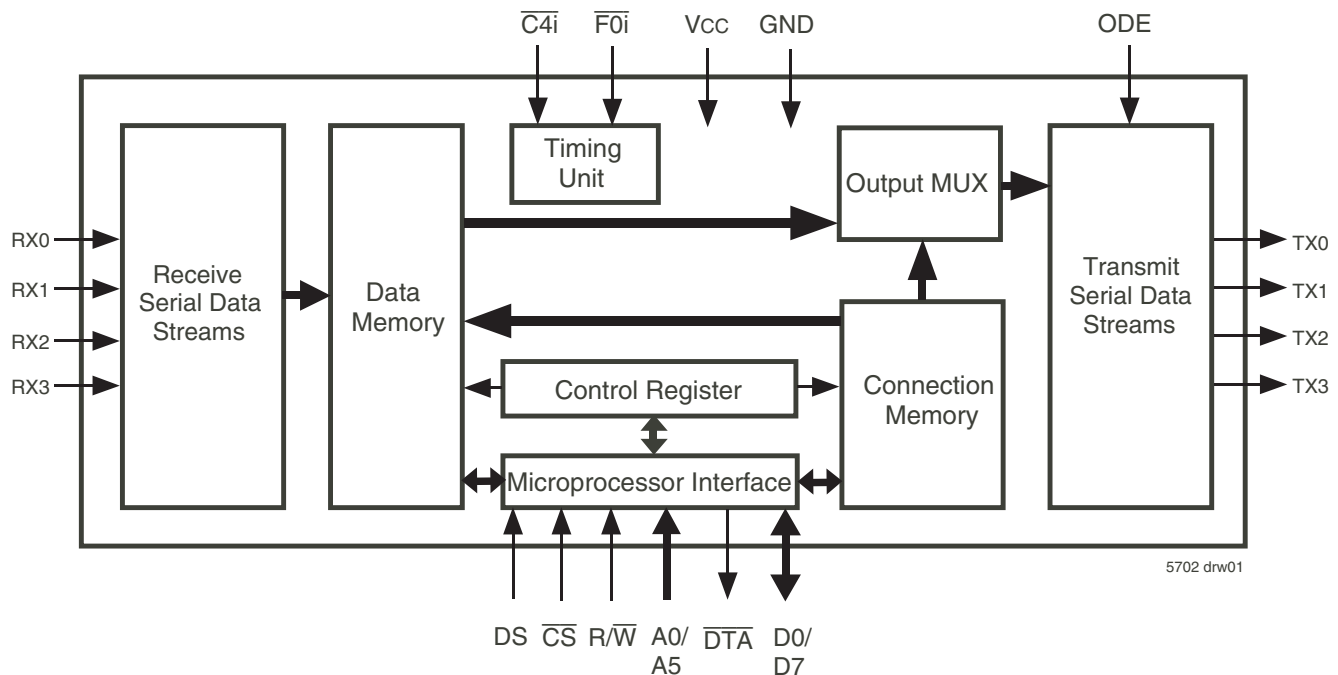 C4i F0i VCC GND ODE
Timing
Unit
Output MUX
RX0
RX1
RX2
RX3
Receive
Serial Data
Streams
Data
Memory
Transmit
Serial Data
Streams
TX0
TX1
TX2
TX3
Control Register
Connection
Memory
Microprocessor Interface
5702 drw01
DS CS R/W A0/ DTA D0/
A5 D7